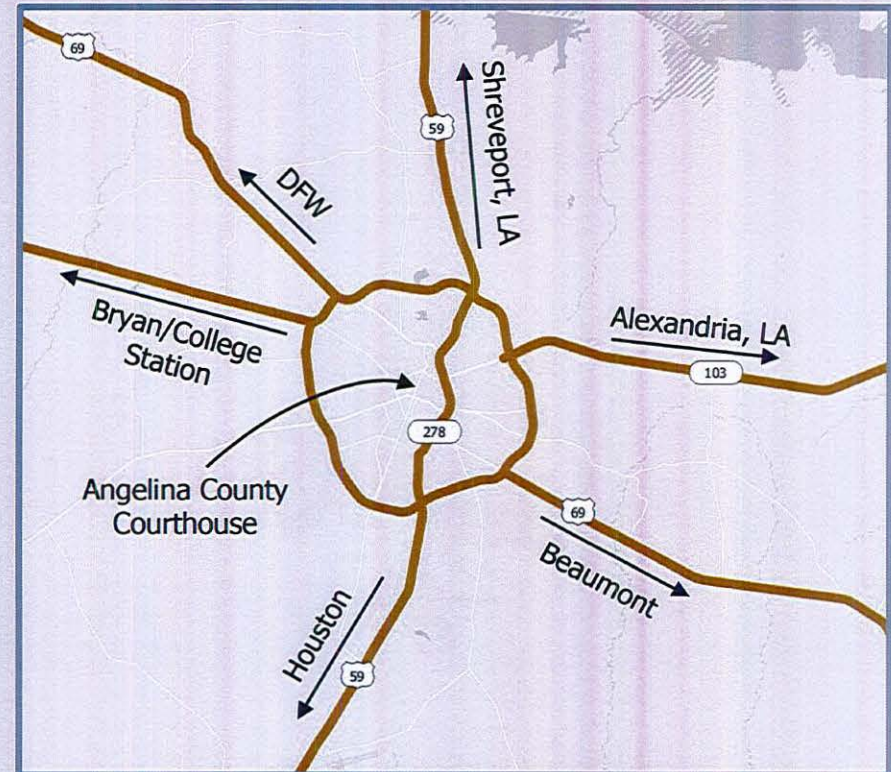 69
59
Shreveport, LA
DFW
Bryan/College
Station
Alexandria, LA
103
278
Angelina County
Courthouse
69
Beaumont
Houston
59